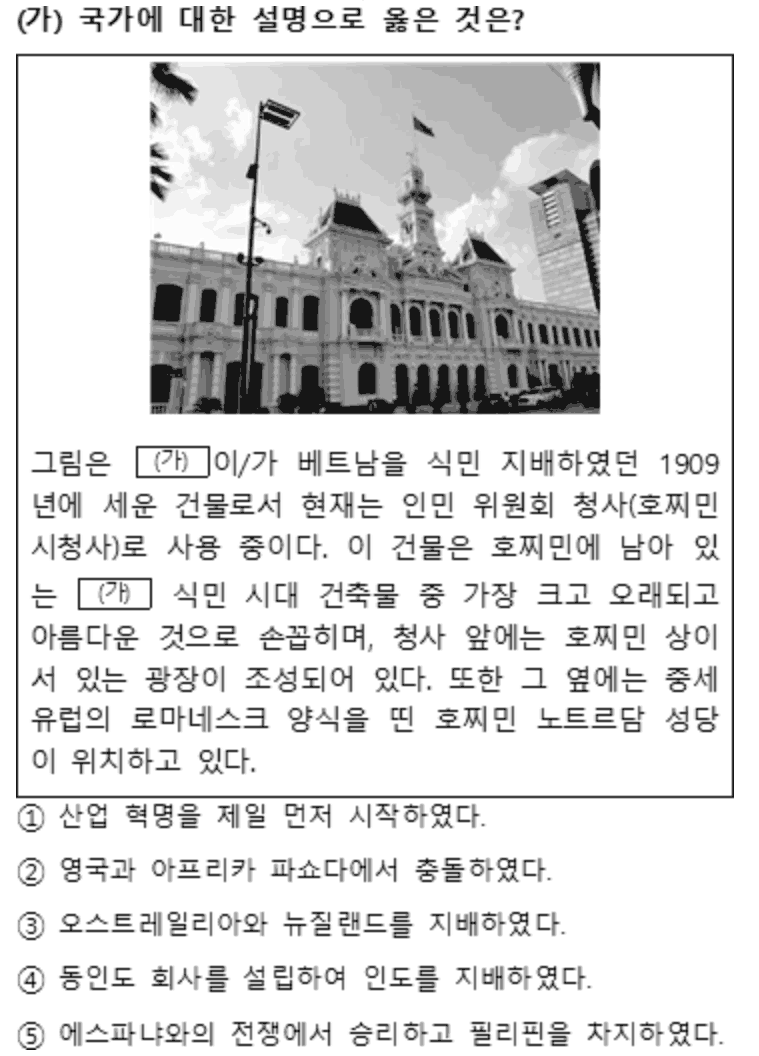 (가) 국가에 대한 설명으로 옳은 것은?
그림은 (가) 이/가 베트남을 식민 지배하였던 1909
년에 세운 건물로서 현재는 인민 위원회 청사(호찌민
시청사)로 사용 중이다. 이 건물은 호찌민에 남아 있
는 (가) 식민 시대 건축물 중 가장 크고 오래되고
아름다운 것으로 손꼽히며, 청사 앞에는 호찌민 상이
서 있는 광장이 조성되어 있다. 또한 그 옆에는 중세
유럽의 로마네스크 양식을 띤 호찌민 노트르담 성당
이 위치하고 있다.
① 산업 혁명을 제일 먼저 시작하였다.
② 영국과 아프리카 파쇼다에서 충돌하였다.
③ 오스트레일리아와 뉴질랜드를 지배하였다.
④ 동인도 회사를 설립하여 인도를 지배하였다.
⑤ 에스파냐와의 전쟁에서 승리하고 필리핀을 차지하였다.